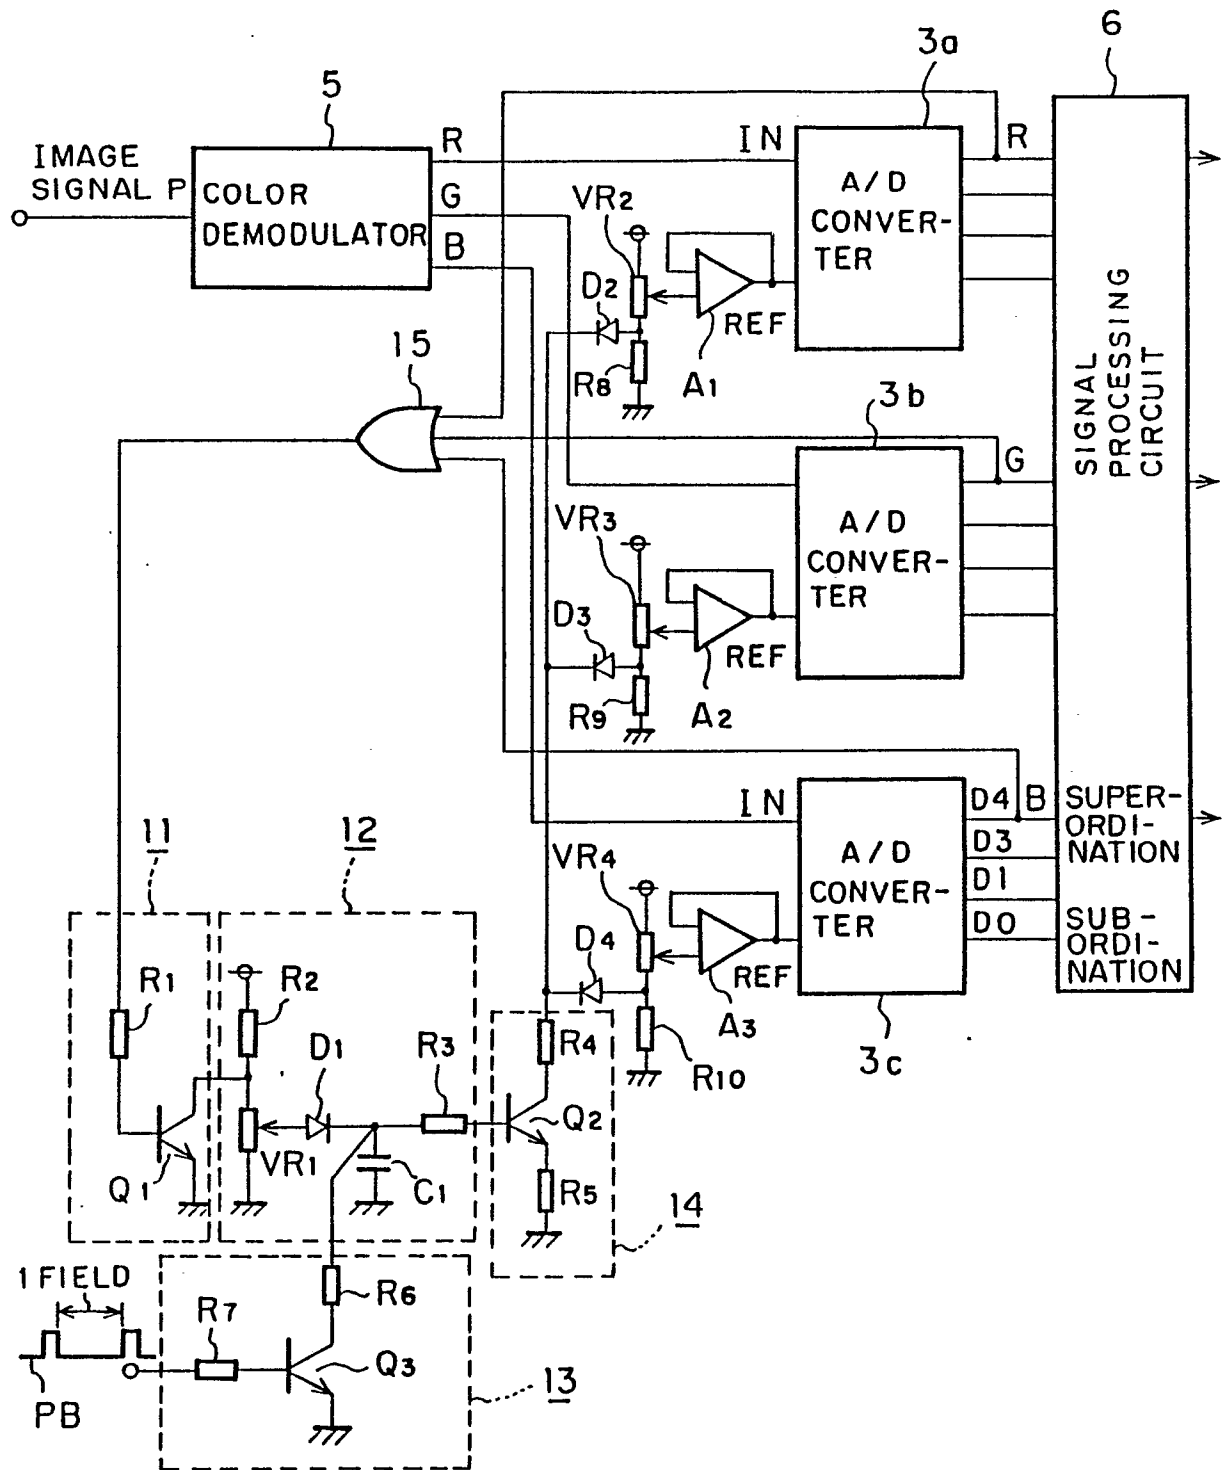 6
3a
5
IMAGE
SIGNAL P
COLOR
DEMODULATOR
R
G
B
IN
A/D
CONVER-
TER
R
VR2
D2
R8
A1
REF
15
3b
G
A/D
CONVER-
TER
VR3
D3
R9
A2
REF
SIGNAL
PROCESSING
CIRCUIT
IN
A/D
CONVER-
TER
3c
D4
D3
D1
D0
B
SUPER-
ORDI-
NATION
SUB-
ORDI-
NATION
VR4
D4
R10
A3
REF
11
12
R1
Q1
R2
VR1
D1
C1
R3
R4
Q2
R5
14
1 FIELD
PB
R7
R6
Q3
13